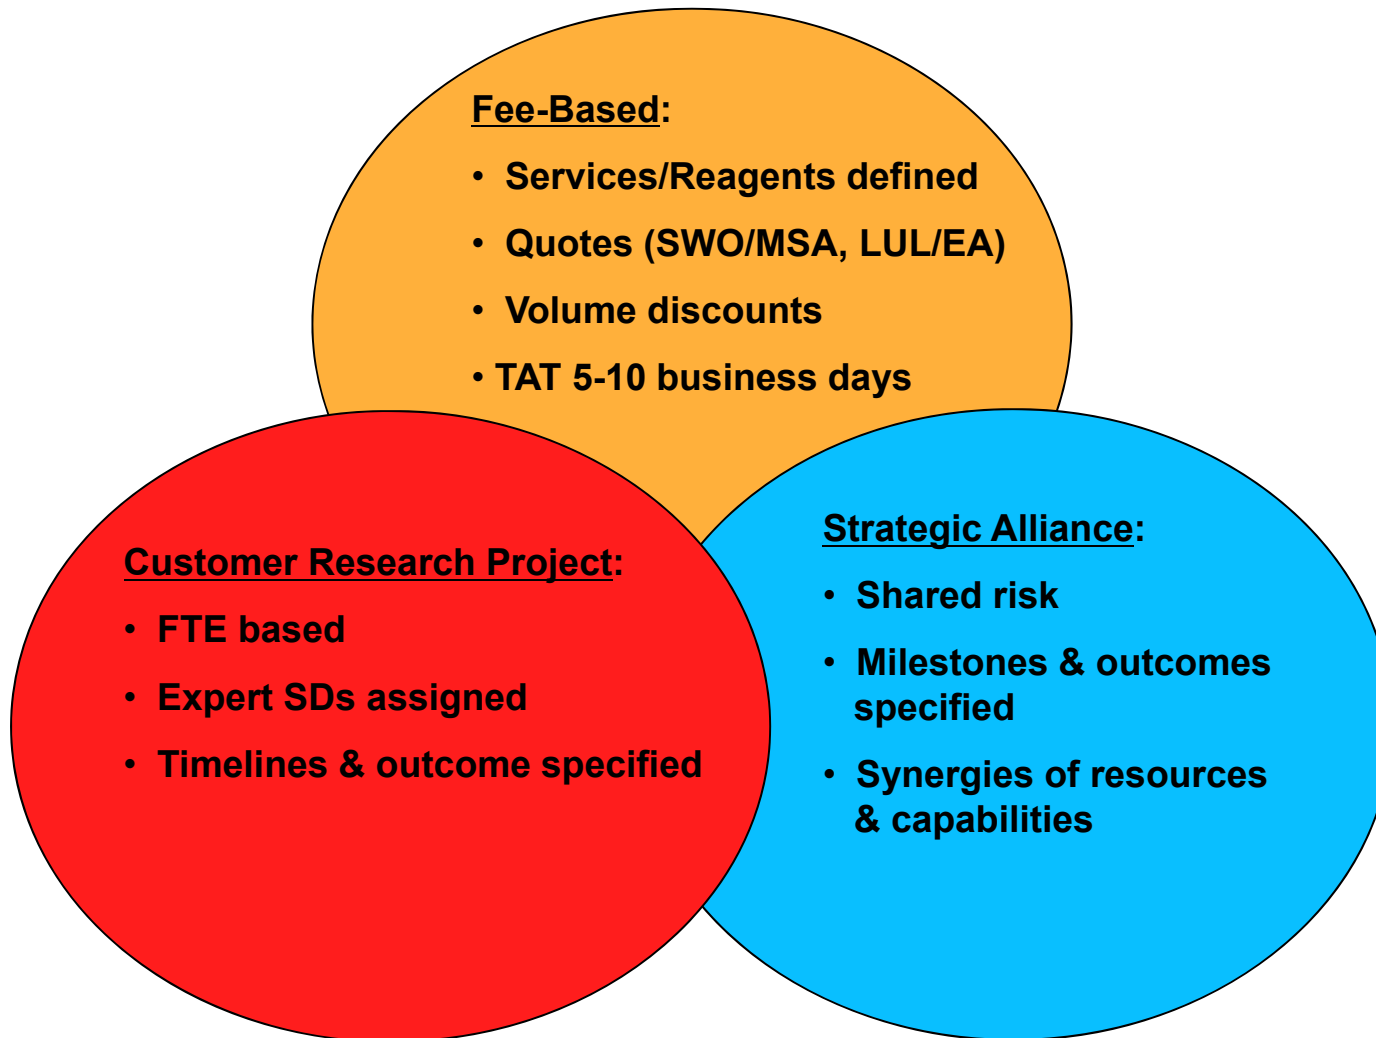 Fee-Based:
• Services/Reagents defined
• Quotes (SWO/MSA, LUL/EA)
• Volume discounts
• TAT 5-10 business days
Customer Research Project:
• FTE based
• Expert SDs assigned
• Timelines & outcome specified
Strategic Alliance:
• Shared risk
• Milestones & outcomes
specified
• Synergies of resources
& capabilities